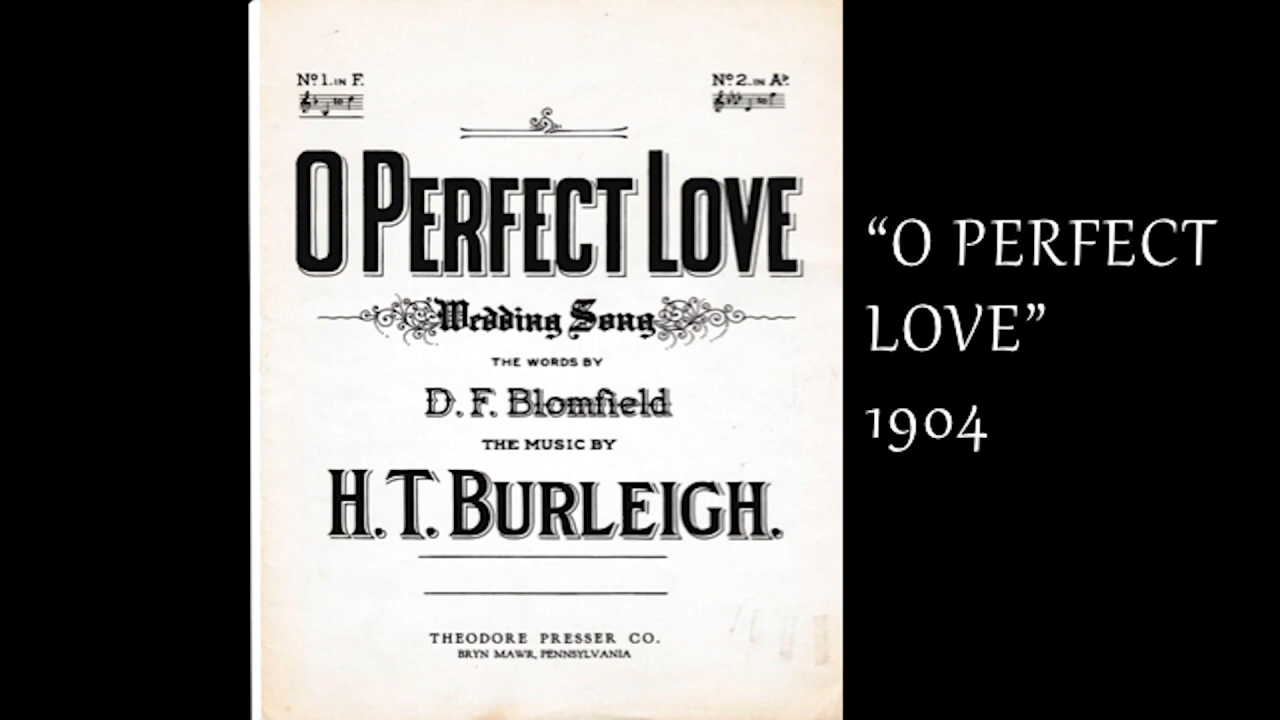 Nº 1. IN F.
Nº 2. IN A♭.
O PERFECT LOVE
Wedding Song
THE WORDS BY
D. F. Blomfield
THE MUSIC BY
H. T. BURLEIGH.
THEODORE PRESSER CO.
BRYN MAWR, PENNSYLVANIA
“O PERFECT
LOVE”
1904